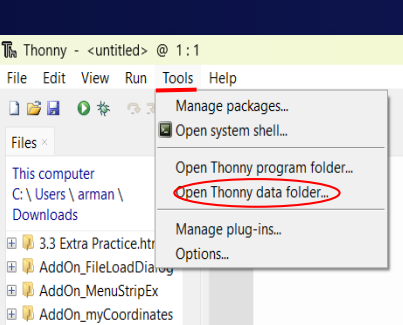 Thonny - <untitled> @ 1:1
File Edit View Run Tools Help
Manage packages...
Open system shell...
Files ×
Open Thonny program folder...
This computer
C: \ Users \ arman \
Downloads
Open Thonny data folder...
Manage plug-ins...
Options...
3.3 Extra Practice.htm
AddOn_FileLoadDialog
AddOn_MenuStripEx
AddOn_myCoordinates